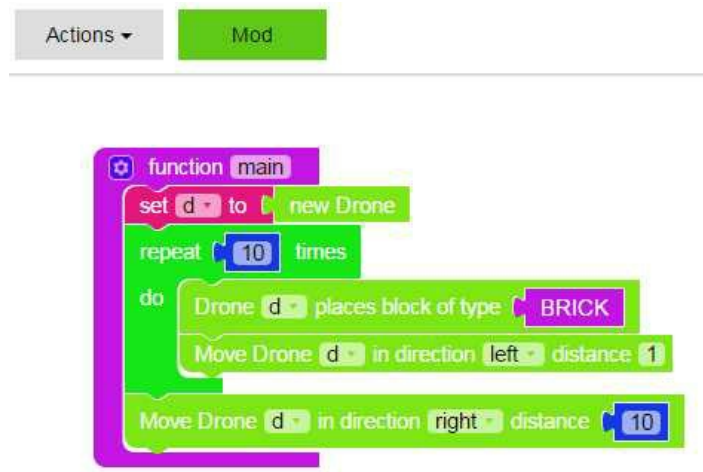 Actions Mod
function main
set d to new Drone
repeat 10 times
do
Drone d places block of type BRICK
Move Drone d in direction left distance 1
Move Drone d in direction right distance 10